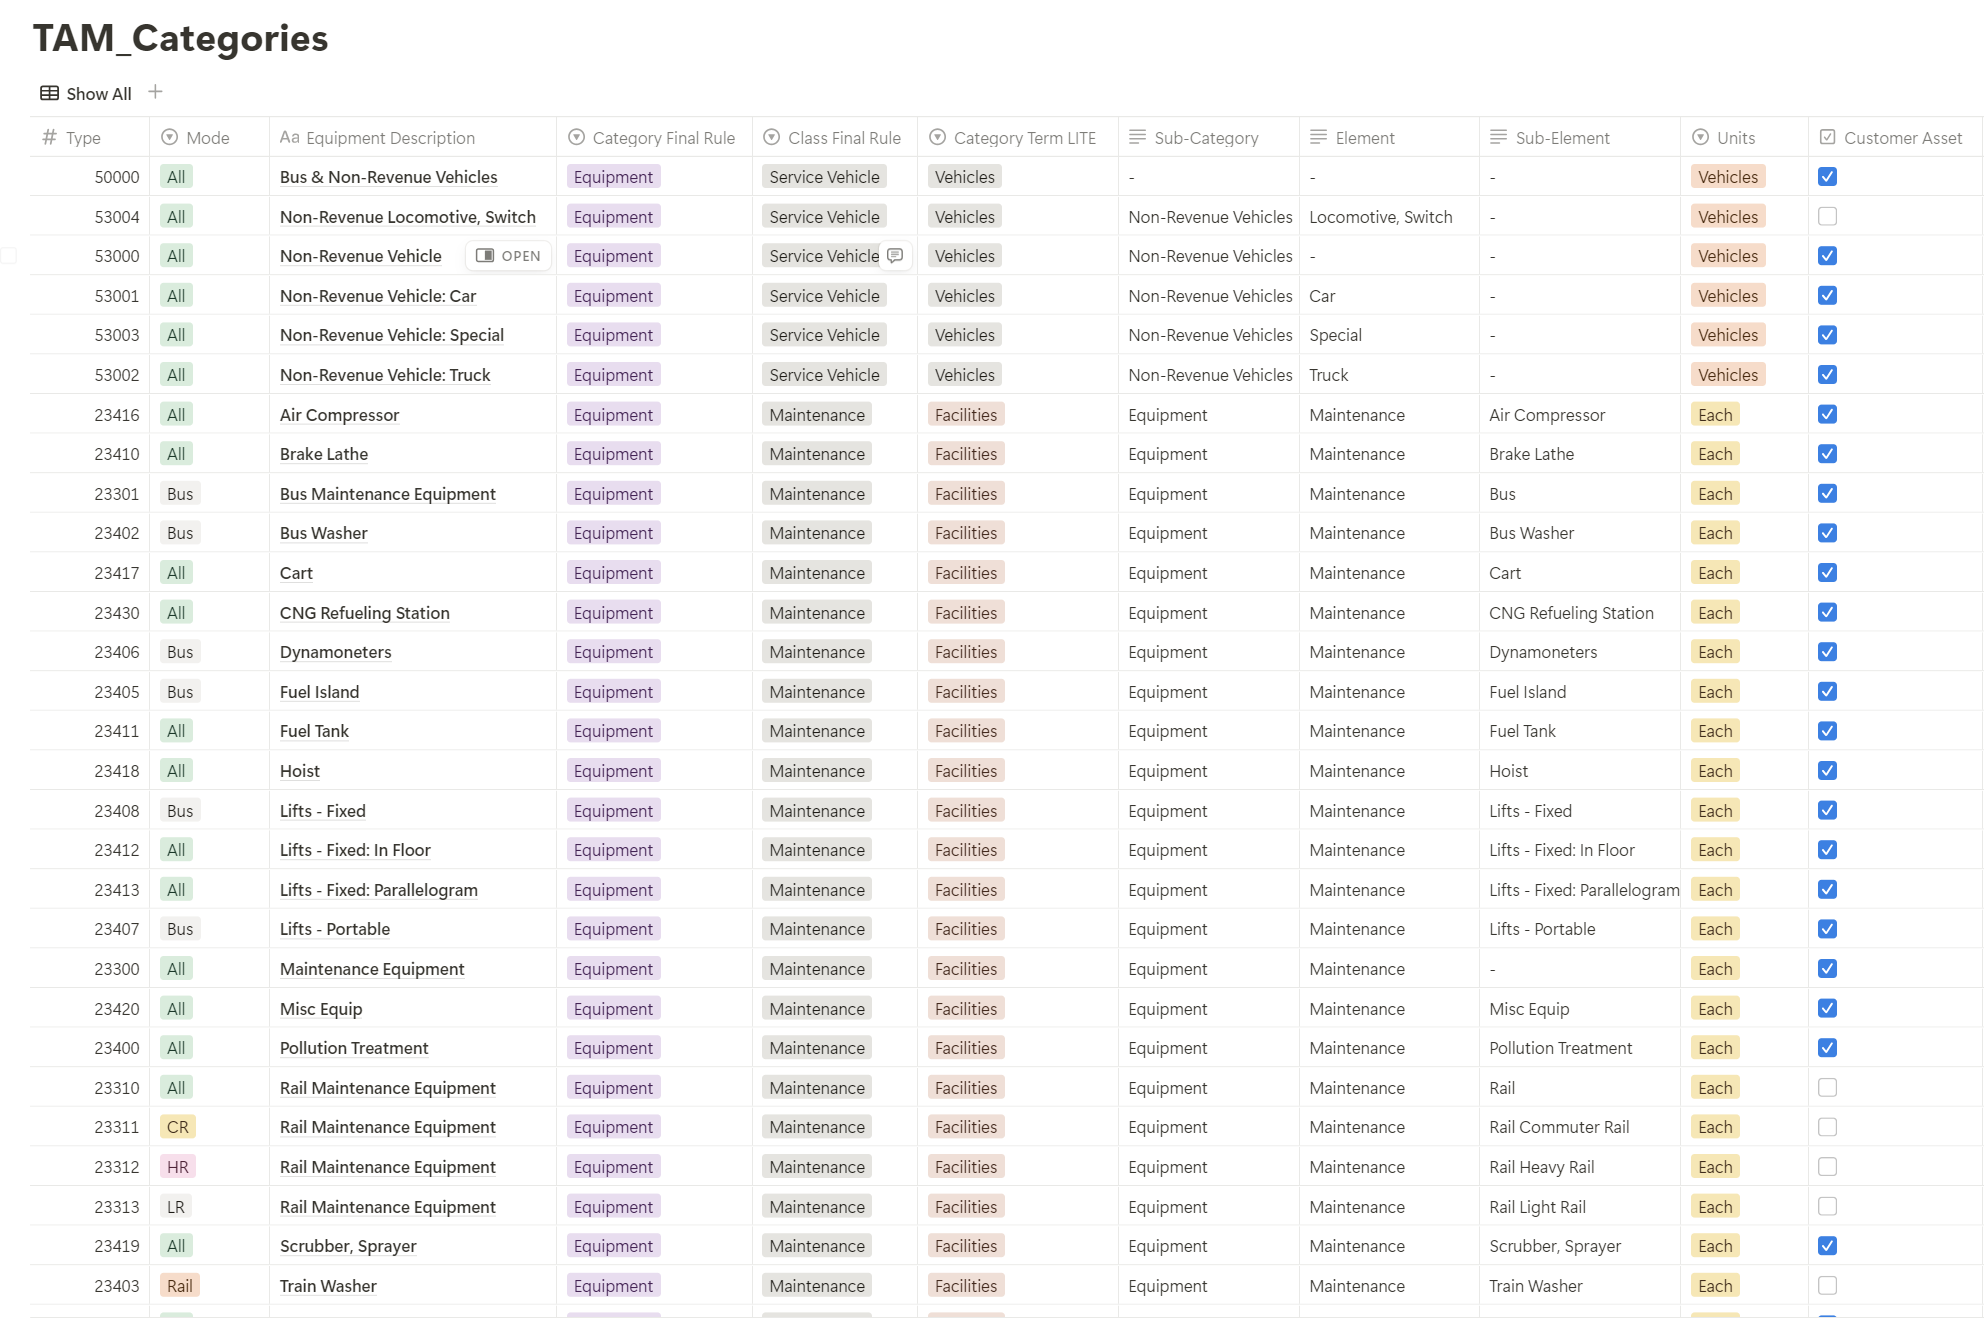 TAM_Categories
Show All
# Type Mode Aa Equipment Description Category Final Rule Class Final Rule Category Term LITE Sub-Category Element Sub-Element Units Customer Asset
50000 All Bus & Non-Revenue Vehicles Equipment Service Vehicle Vehicles - - - Vehicles
53004 All Non-Revenue Locomotive, Switch Equipment Service Vehicle Vehicles Non-Revenue Vehicles Locomotive, Switch - Vehicles
53000 All Non-Revenue Vehicle OPEN Equipment Service Vehicle Vehicles Non-Revenue Vehicles - - Vehicles
53001 All Non-Revenue Vehicle: Car Equipment Service Vehicle Vehicles Non-Revenue Vehicles Car - Vehicles
53003 All Non-Revenue Vehicle: Special Equipment Service Vehicle Vehicles Non-Revenue Vehicles Special - Vehicles
53002 All Non-Revenue Vehicle: Truck Equipment Service Vehicle Vehicles Non-Revenue Vehicles Truck - Vehicles
23416 All Air Compressor Equipment Maintenance Facilities Equipment Maintenance Air Compressor Each
23410 All Brake Lathe Equipment Maintenance Facilities Equipment Maintenance Brake Lathe Each
23301 Bus Bus Maintenance Equipment Equipment Maintenance Facilities Equipment Maintenance Bus Each
23402 Bus Bus Washer Equipment Maintenance Facilities Equipment Maintenance Bus Washer Each
23417 All Cart Equipment Maintenance Facilities Equipment Maintenance Cart Each
23430 All CNG Refueling Station Equipment Maintenance Facilities Equipment Maintenance CNG Refueling Station Each
23406 Bus Dynamoneters Equipment Maintenance Facilities Equipment Maintenance Dynamoneters Each
23405 Bus Fuel Island Equipment Maintenance Facilities Equipment Maintenance Fuel Island Each
23411 All Fuel Tank Equipment Maintenance Facilities Equipment Maintenance Fuel Tank Each
23418 All Hoist Equipment Maintenance Facilities Equipment Maintenance Hoist Each
23408 Bus Lifts - Fixed Equipment Maintenance Facilities Equipment Maintenance Lifts - Fixed Each
23412 All Lifts - Fixed: In Floor Equipment Maintenance Facilities Equipment Maintenance Lifts - Fixed: In Floor Each
23413 All Lifts - Fixed: Parallelogram Equipment Maintenance Facilities Equipment Maintenance Lifts - Fixed: Parallelogram Each
23407 Bus Lifts - Portable Equipment Maintenance Facilities Equipment Maintenance Lifts - Portable Each
23300 All Maintenance Equipment Equipment Maintenance Facilities Equipment Maintenance - Each
23420 All Misc Equip Equipment Maintenance Facilities Equipment Maintenance Misc Equip Each
23400 All Pollution Treatment Equipment Maintenance Facilities Equipment Maintenance Pollution Treatment Each
23310 All Rail Maintenance Equipment Equipment Maintenance Facilities Equipment Maintenance Rail Each
23311 CR Rail Maintenance Equipment Equipment Maintenance Facilities Equipment Maintenance Rail Commuter Rail Each
23312 HR Rail Maintenance Equipment Equipment Maintenance Facilities Equipment Maintenance Rail Heavy Rail Each
23313 LR Rail Maintenance Equipment Equipment Maintenance Facilities Equipment Maintenance Rail Light Rail Each
23419 All Scrubber, Sprayer Equipment Maintenance Facilities Equipment Maintenance Scrubber, Sprayer Each
23403 Rail Train Washer Equipment Maintenance Facilities Equipment Maintenance Train Washer Each